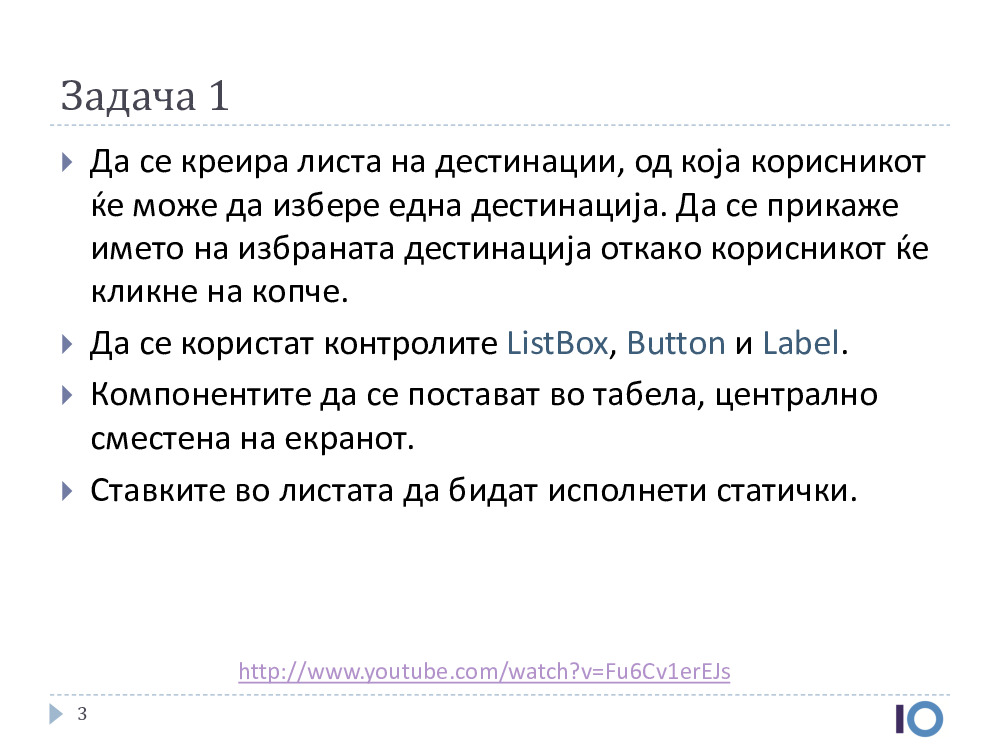 Задача 1
Да се креира листа на дестинации, од која корисникот
ќе може да избере една дестинација. Да се прикаже
името на избраната дестинација откако корисникот ќе
кликне на копче.
Да се користат контролите ListBox, Button и Label.
Компонентите да се постават во табела, централно
сместена на екранот.
Ставките во листата да бидат исполнети статички.
http://www.youtube.com/watch?v=Fu6Cv1erEJs
3
IO